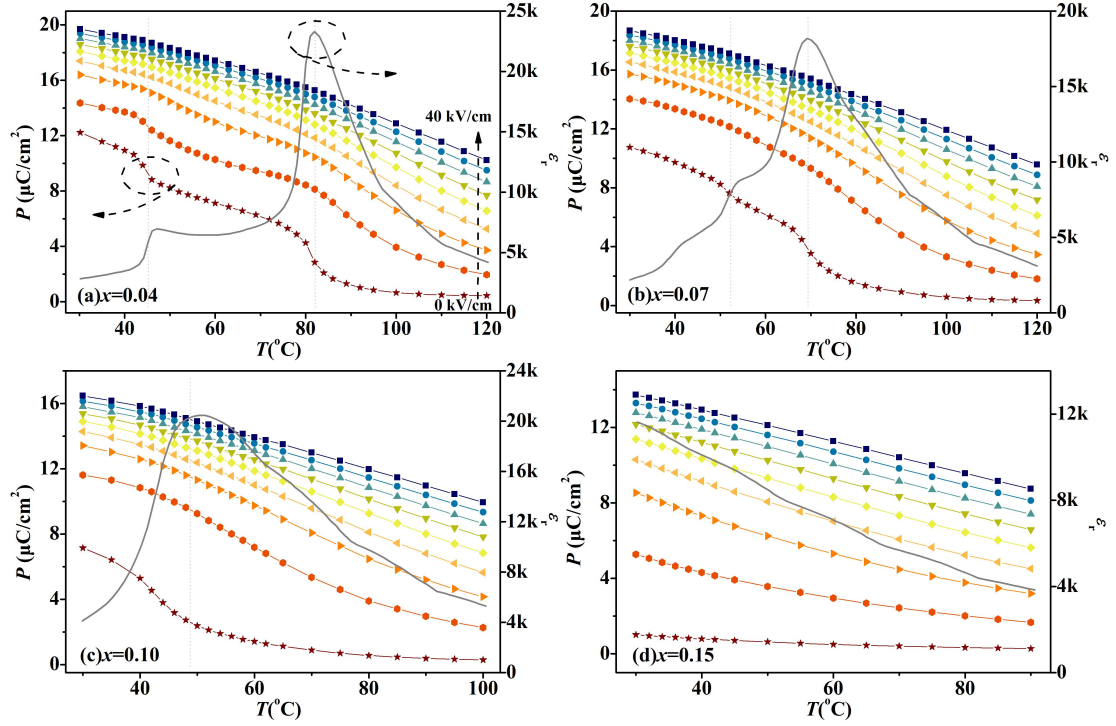 20
16
12
8
4
0
P (μC/cm²)
25k
20k
15k
10k
5k
0
εr
40 kV/cm
0 kV/cm
(a)x=0.04
40 60 80 100 120
T(°C)
20
16
12
8
4
0
P (μC/cm²)
20k
15k
10k
5k
0
εr
(b)x=0.07
40 60 80 100 120
T(°C)
16
12
8
4
0
P (μC/cm²)
24k
20k
16k
12k
8k
4k
0
εr
(c)x=0.10
40 60 80 100
T(°C)
12
8
4
0
P (μC/cm²)
12k
8k
4k
0
εr
(d)x=0.15
40 60 80
T(°C)